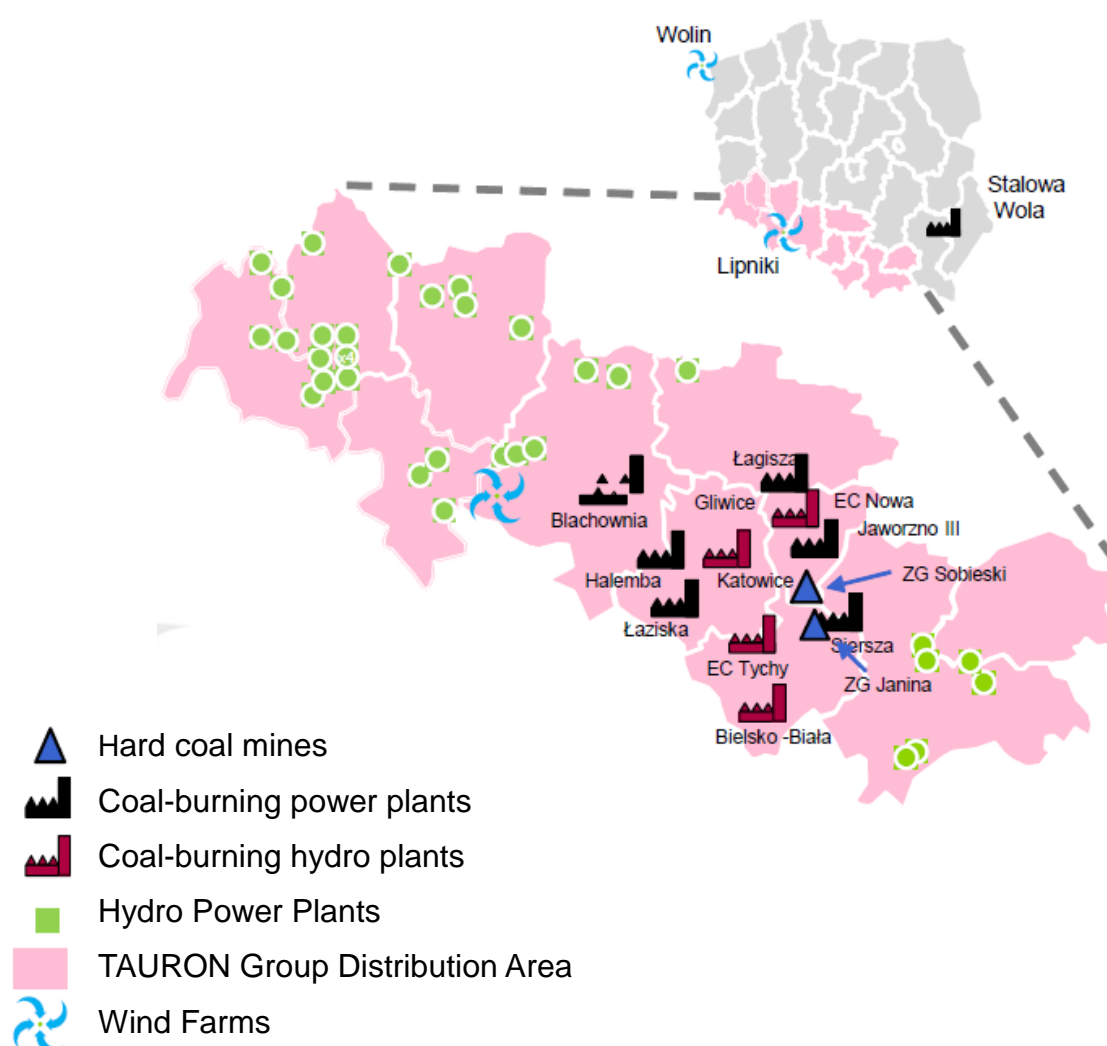 Wolin
Stalowa
Wola
Lipniki
x4
Łagisza
Gliwice
EC Nowa
Blachownia
Jaworzno III
Halemba
Katowice
ZG Sobieski
Łaziska
Siersza
EC Tychy
ZG Janina
Bielsko -Biała
Hard coal mines
Coal-burning power plants
Coal-burning hydro plants
Hydro Power Plants
TAURON Group Distribution Area
Wind Farms